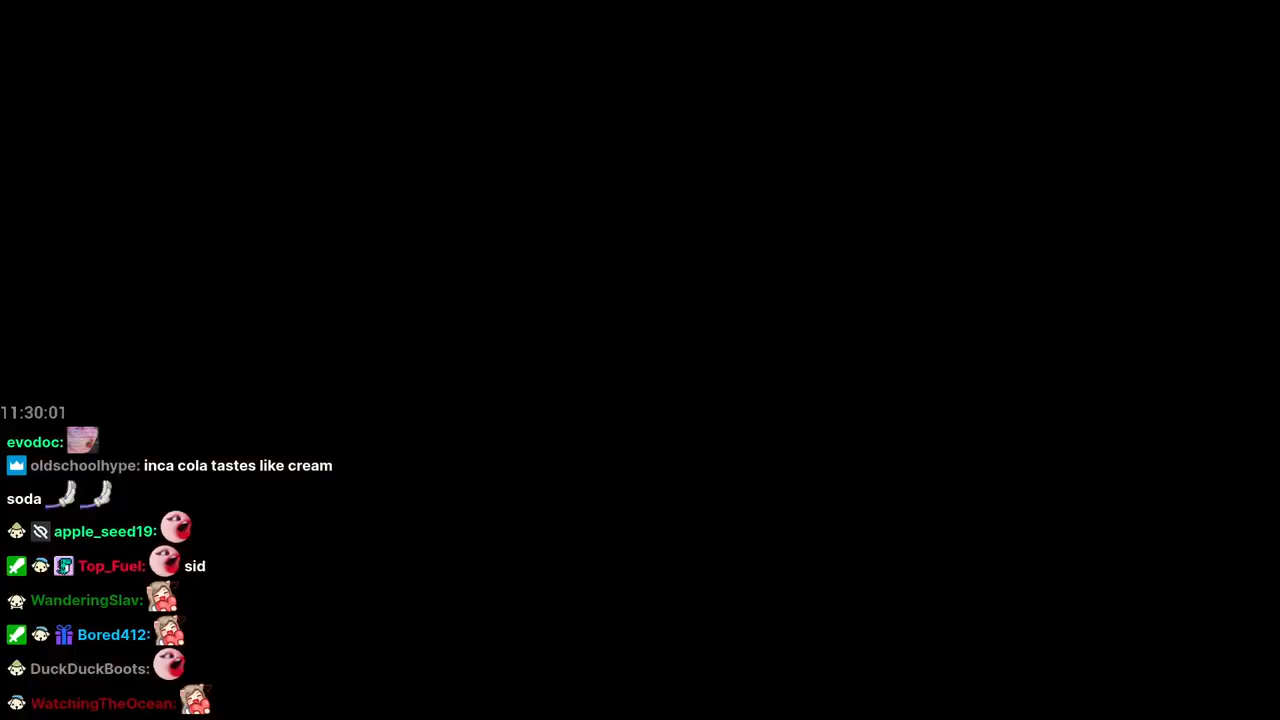 11:30:01
evodoc:
oldschoolhype: inca cola tastes like cream
soda
apple_seed19:
Top_Fuel: sid
WanderingSlav:
Bored412:
DuckDuckBoots:
WatchingTheOcean: